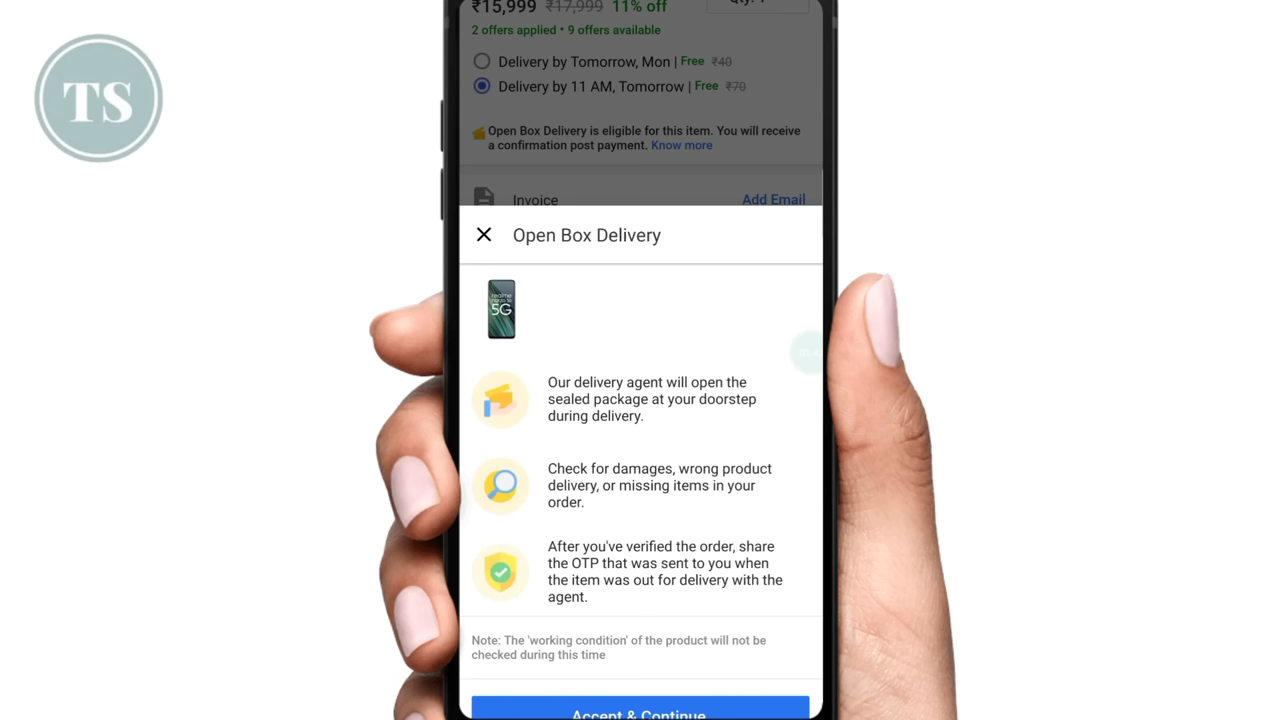 TS
₹15,999 ₹17,999 11% off
2 offers applied • 9 offers available
Delivery by Tomorrow, Mon | Free ₹40
Delivery by 11 AM, Tomorrow | Free ₹70
Open Box Delivery is eligible for this item. You will receive
a confirmation post payment. Know more
Invoice Add Email
Open Box Delivery
realme
5G
Our delivery agent will open the
sealed package at your doorstep
during delivery.
Check for damages, wrong product
delivery, or missing items in your
order.
After you've verified the order, share
the OTP that was sent to you when
the item was out for delivery with the
agent.
Note: The 'working condition' of the product will not be
checked during this time
Accept & Continue